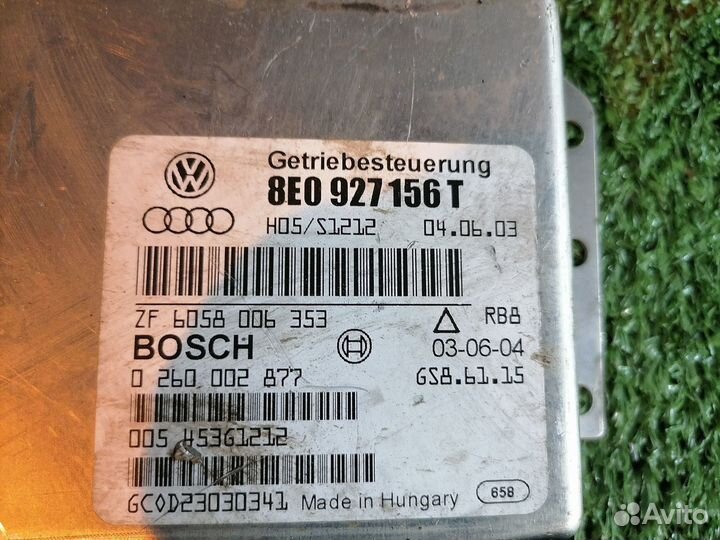 Getriebesteuerung
8E0 927 156 T
H05/S1212 04.06.03
ZF 6058 006 353 RB8
BOSCH 03-06-04
0 260 002 877 GS8.61.15
005 45361212
GC0D23030341 Made in Hungary 658
Avito